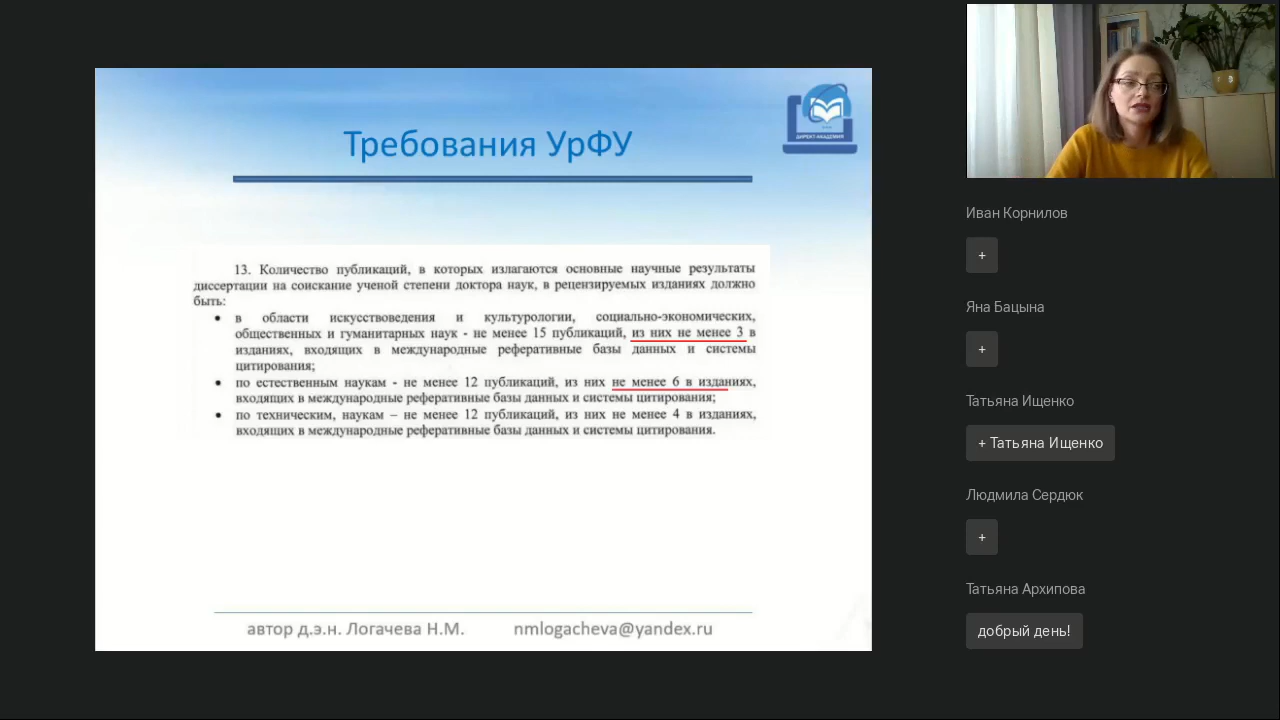 ДИРЕКТ-АКАДЕМИЯ
Требования УрФУ
13. Количество публикаций, в которых излагаются основные научные результаты
диссертации на соискание ученой степени доктора наук, в рецензируемых изданиях должно
быть:
• в области искусствоведения и культурологии, социально-экономических,
общественных и гуманитарных наук - не менее 15 публикаций, из них не менее 3 в
изданиях, входящих в международные реферативные базы данных и системы
цитирования;
• по естественным наукам - не менее 12 публикаций, из них не менее 6 в изданиях,
входящих в международные реферативные базы данных и системы цитирования;
• по техническим, наукам – не менее 12 публикаций, из них не менее 4 в изданиях,
входящих в международные реферативные базы данных и системы цитирования.
автор д.э.н. Логачева Н.М. nmlogacheva@yandex.ru
Иван Корнилов
+
Яна Бацына
+
Татьяна Ищенко
+ Татьяна Ищенко
Людмила Сердюк
+
Татьяна Архипова
добрый день!